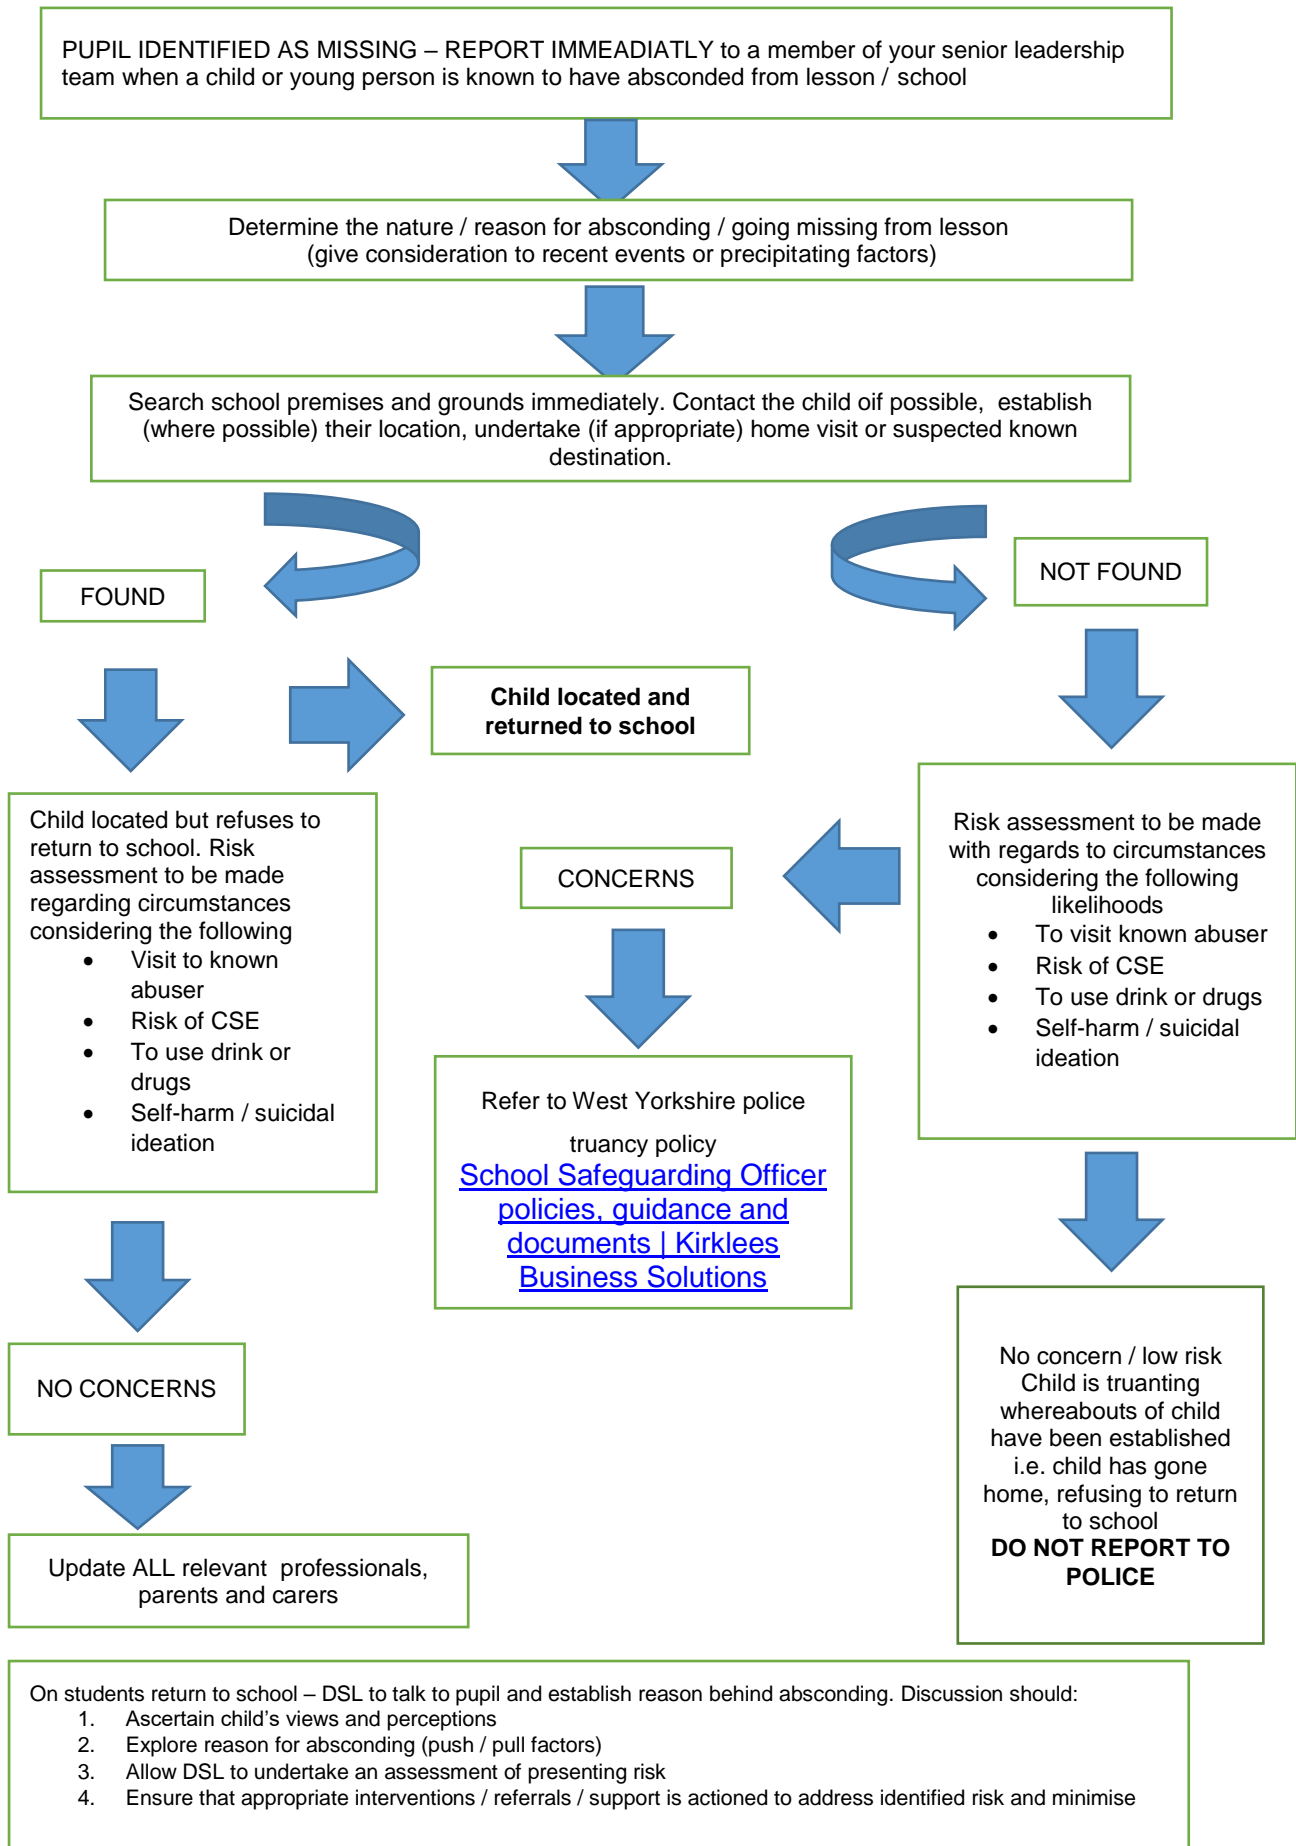 PUPIL IDENTIFIED AS MISSING – REPORT IMMEADIATLY to a member of your senior leadership
team when a child or young person is known to have absconded from lesson / school
Determine the nature / reason for absconding / going missing from lesson
(give consideration to recent events or precipitating factors)
Search school premises and grounds immediately. Contact the child oif possible, establish
(where possible) their location, undertake (if appropriate) home visit or suspected known
destination.
FOUND
NOT FOUND
Child located and
returned to school
Child located but refuses to
return to school. Risk
assessment to be made
regarding circumstances
considering the following
• Visit to known
abuser
• Risk of CSE
• To use drink or
drugs
• Self-harm / suicidal
ideation
CONCERNS
Risk assessment to be made
with regards to circumstances
considering the following
likelihoods
• To visit known abuser
• Risk of CSE
• To use drink or drugs
• Self-harm / suicidal
ideation
Refer to West Yorkshire police
truancy policy
School Safeguarding Officer
policies, guidance and
documents | Kirklees
Business Solutions
NO CONCERNS
No concern / low risk
Child is truanting
whereabouts of child
have been established
i.e. child has gone
home, refusing to return
to school
DO NOT REPORT TO
POLICE
Update ALL relevant professionals,
parents and carers
On students return to school – DSL to talk to pupil and establish reason behind absconding. Discussion should:
1. Ascertain child’s views and perceptions
2. Explore reason for absconding (push / pull factors)
3. Allow DSL to undertake an assessment of presenting risk
4. Ensure that appropriate interventions / referrals / support is actioned to address identified risk and minimise